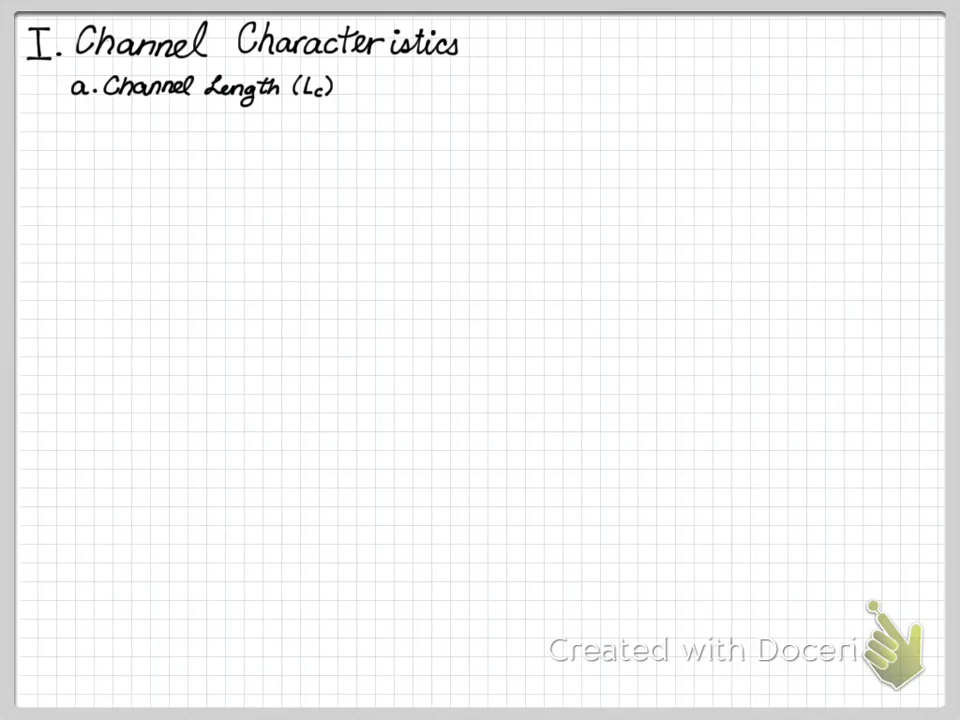 I. Channel Characteristics
a. Channel Length (Lc)
Created with Doceri